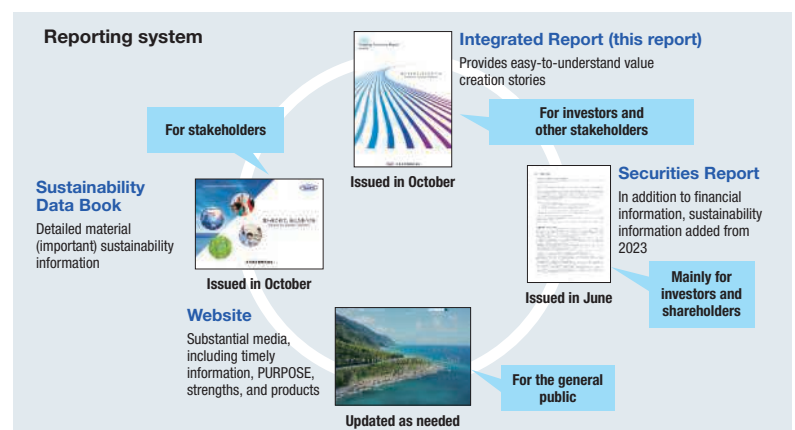 Reporting system
Integrated Report (this report)
Provides easy-to-understand value
creation stories
For investors and
other stakeholders
Issued in October
For stakeholders
Sustainability
Data Book
Detailed material
(important) sustainability
information
Issued in October
Securities Report
In addition to financial
information, sustainability
information added from
2023
Mainly for
investors and
shareholders
Issued in June
Website
Substantial media,
including timely
information, PURPOSE,
strengths, and products
For the general
public
Updated as needed